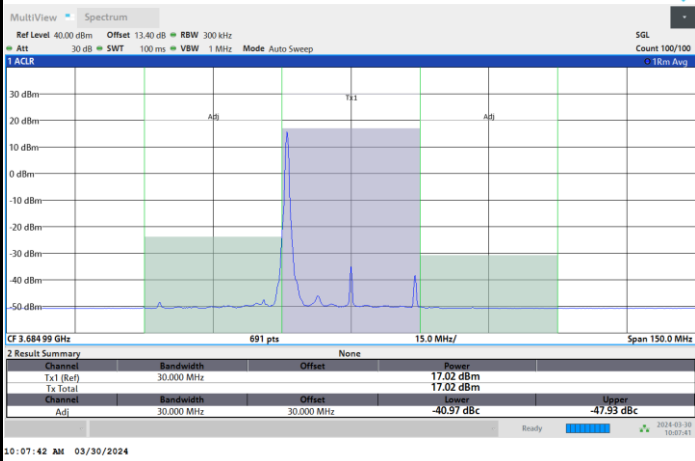 MultiView Spectrum
Ref Level 40.00 dBm Offset 13.40 dB RBW 300 kHz SGL
Att 30 dB SWT 100 ms VBW 1 MHz Mode Auto Sweep Count 100/100
1 ACLR 1Rm Avg
30 dBm
Tx1
20 dBm
Adj Adj
10 dBm
0 dBm
-10 dBm
-20 dBm
-30 dBm
-40 dBm
-50 dBm
CF 3.684 99 GHz 691 pts 15.0 MHz/ Span 150.0 MHz
2 Result Summary None
Channel Bandwidth Offset Power
Tx1 (Ref) 30.000 MHz 17.02 dBm
Tx Total 17.02 dBm
Channel Bandwidth Offset Lower Upper
Adj 30.000 MHz 30.000 MHz -40.97 dBc -47.93 dBc
Ready 2024-03-30
10:07:41
10:07:42 AM 03/30/2024